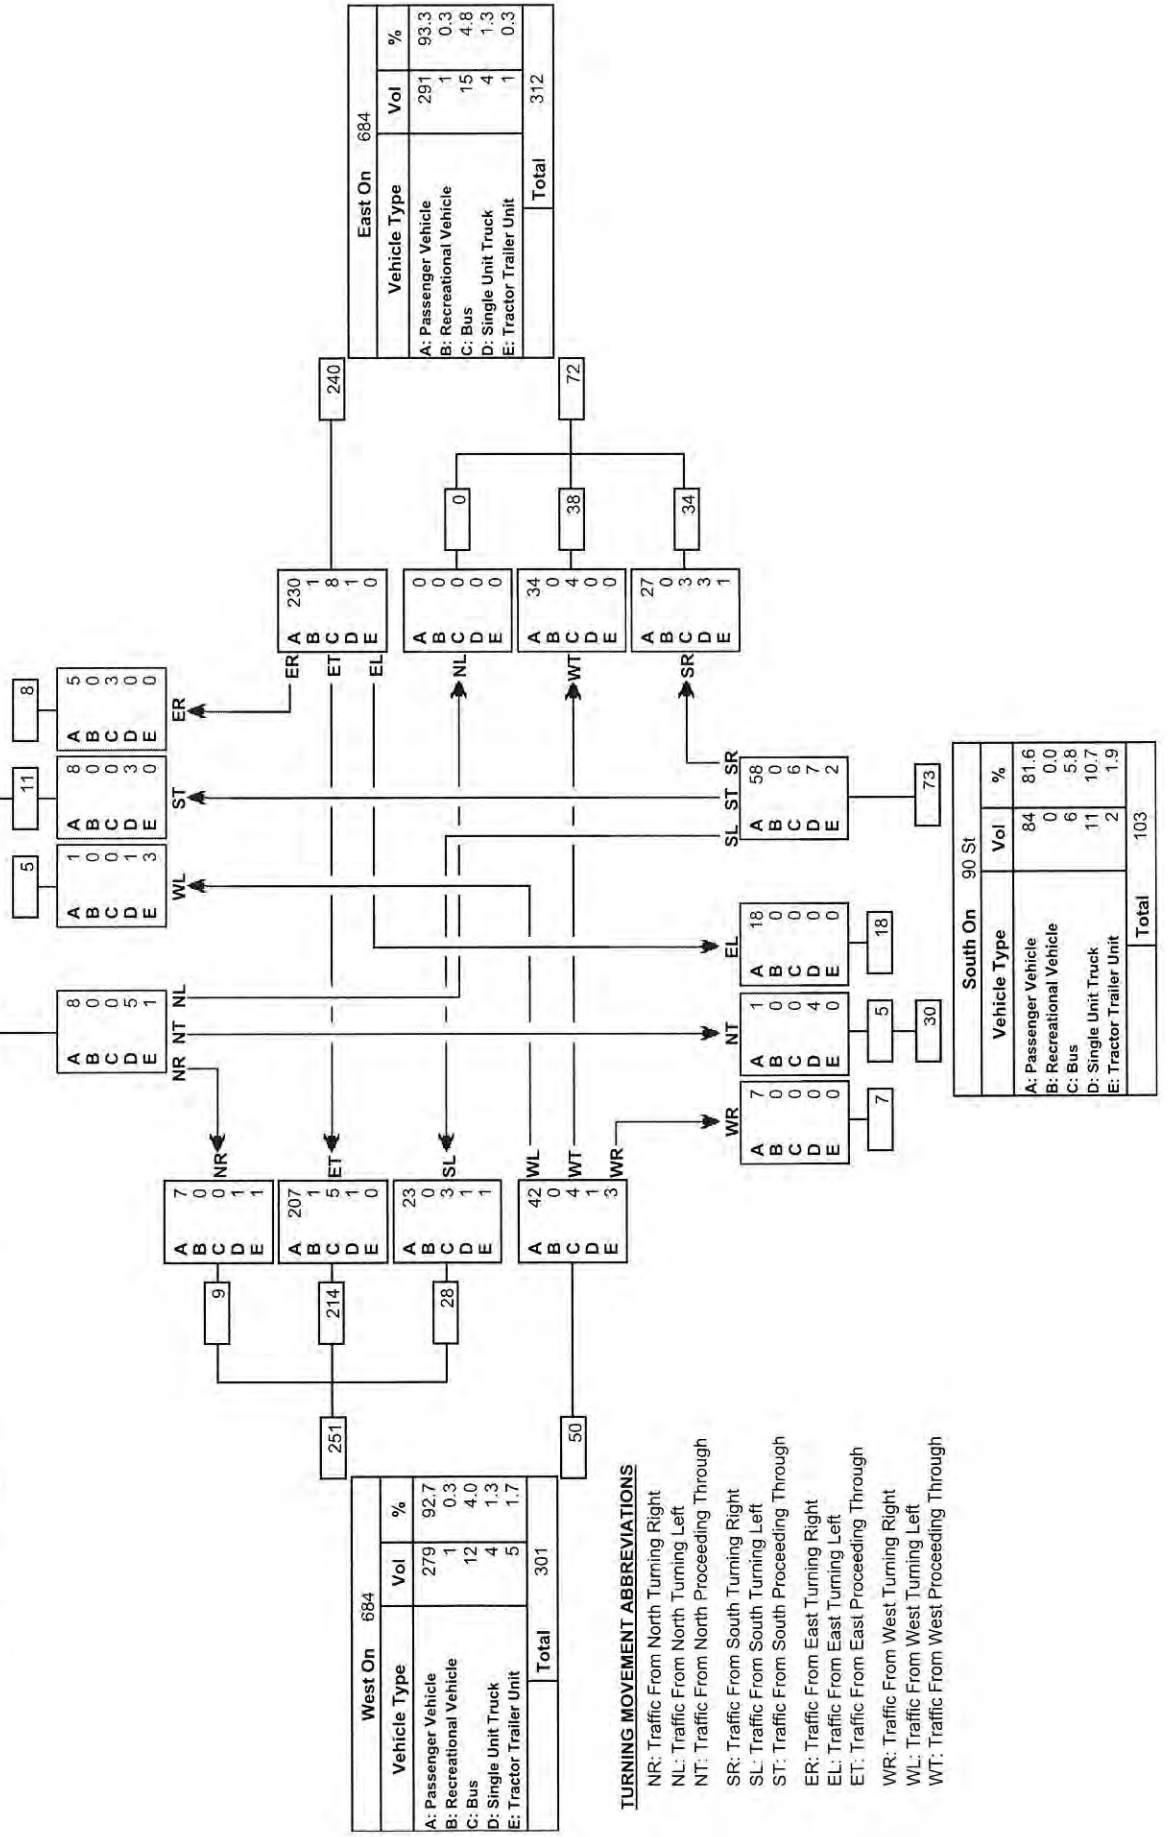 5
11
8
A 8
B 0
C 0
D 5
E 1
NR NT NL
A 1
B 0
C 0
D 1
E 3
WL
A 8
B 0
C 0
D 3
E 0
ST
A 5
B 0
C 3
D 0
E 0
ER
West On 684
Vehicle Type Vol %
A: Passenger Vehicle 279 92.7
B: Recreational Vehicle 1 0.3
C: Bus 12 4.0
D: Single Unit Truck 4 1.3
E: Tractor Trailer Unit 5 1.7
Total 301
251
50
9
214
28
A 7
B 0
C 0
D 1
E 1
NR
A 207
B 1
C 5
D 1
E 0
ET
A 23
B 0
C 3
D 1
E 1
SL
A 42
B 0
C 4
D 1
E 3
WL
WT
WR
ER
ET
EL
A 230
B 1
C 8
D 1
E 0
240
NL
A 0
B 0
C 0
D 0
E 0
0
WT
A 34
B 0
C 4
D 0
E 0
38
SR
A 27
B 0
C 3
D 3
E 1
34
72
East On 684
Vehicle Type Vol %
A: Passenger Vehicle 291 93.3
B: Recreational Vehicle 1 0.3
C: Bus 15 4.8
D: Single Unit Truck 4 1.3
E: Tractor Trailer Unit 1 0.3
Total 312
WR
A 7
B 0
C 0
D 0
E 0
7
NT
A 1
B 0
C 0
D 4
E 0
5
30
EL
A 18
B 0
C 0
D 0
E 0
18
SL ST SR
A 58
B 0
C 6
D 7
E 2
73
South On 90 St
Vehicle Type Vol %
A: Passenger Vehicle 84 81.6
B: Recreational Vehicle 0 0.0
C: Bus 6 5.8
D: Single Unit Truck 11 10.7
E: Tractor Trailer Unit 2 1.9
Total 103
TURNING MOVEMENT ABBREVIATIONS
NR: Traffic From North Turning Right
NL: Traffic From North Turning Left
NT: Traffic From North Proceeding Through
SR: Traffic From South Turning Right
SL: Traffic From South Turning Left
ST: Traffic From South Proceeding Through
ER: Traffic From East Turning Right
EL: Traffic From East Turning Left
ET: Traffic From East Proceeding Through
WR: Traffic From West Turning Right
WL: Traffic From West Turning Left
WT: Traffic From West Proceeding Through